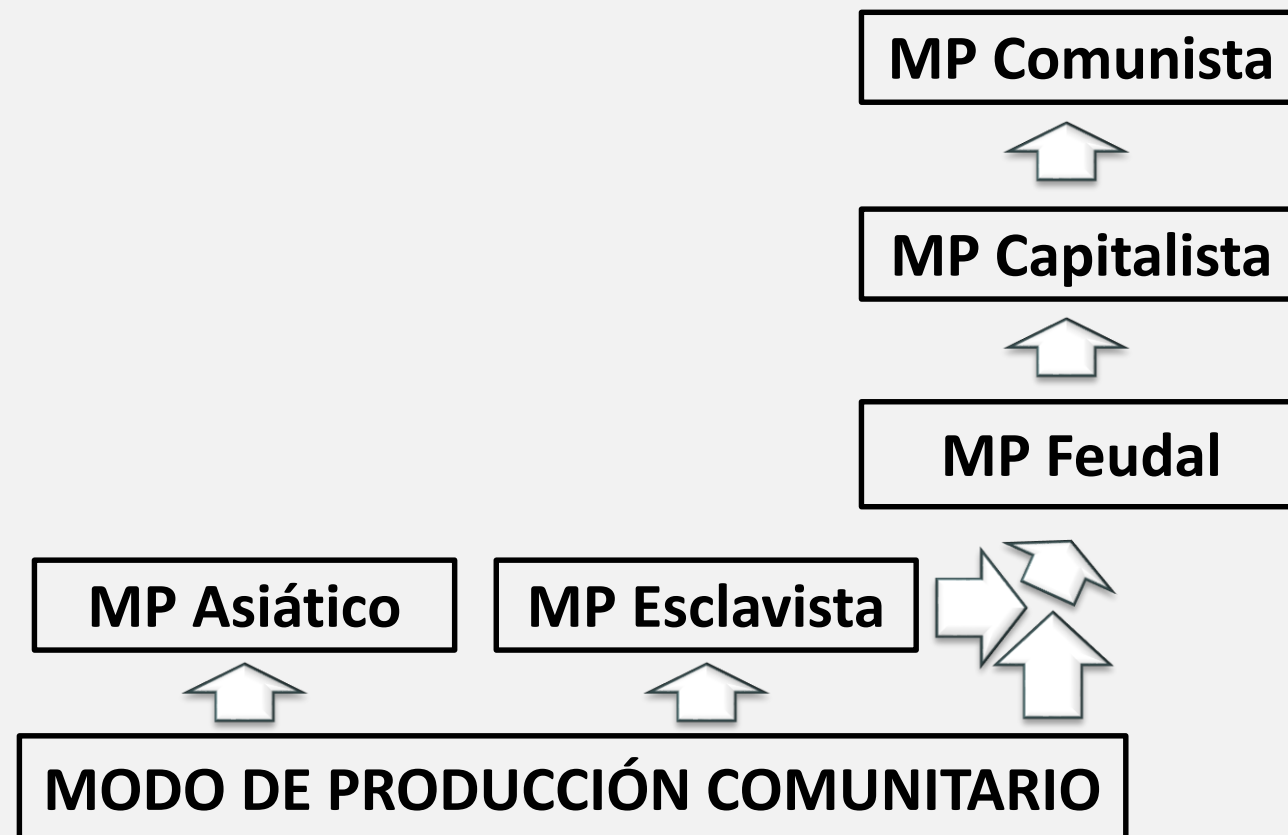 MP Comunista
MP Capitalista
MP Feudal
MP Asiático
MP Esclavista
MODO DE PRODUCCIÓN COMUNITARIO